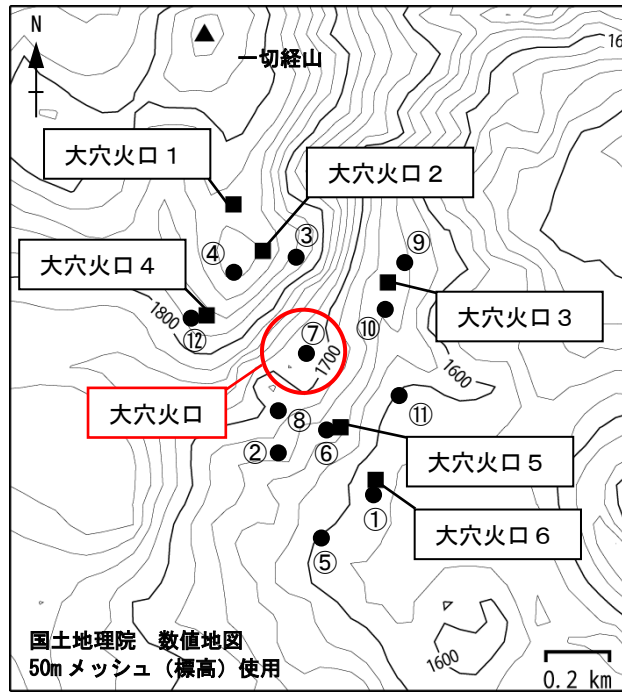 N
一切経山
16
大穴火口１
大穴火口２
③
④
⑨
大穴火口４
1800
大穴火口３
⑫
⑩
⑦
1700
1600
大穴火口
⑪
⑧
⑥
②
大穴火口５
①
大穴火口６
⑤
国土地理院　数値地図
50mメッシュ（標高）使用
1600
0.2 km